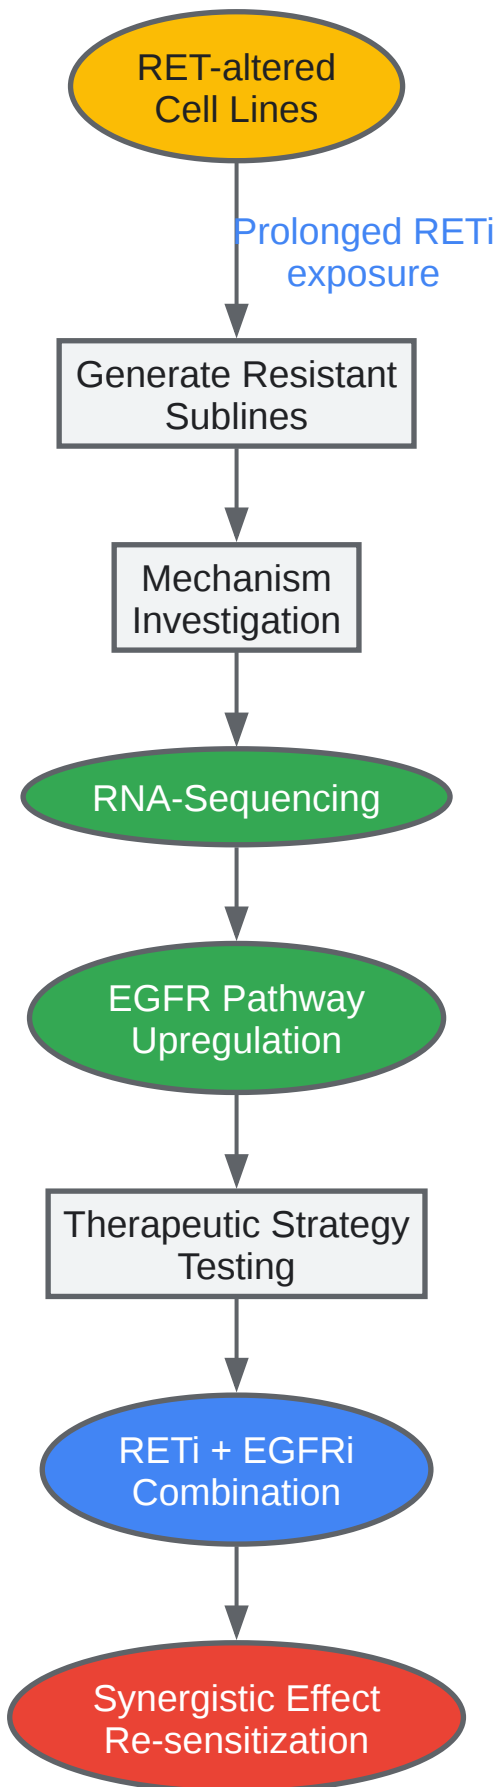 RET-altered
Cell Lines
Prolonged RETi
exposure
Generate Resistant
Sublines
Mechanism
Investigation
RNA-Sequencing
EGFR Pathway
Upregulation
Therapeutic Strategy
Testing
RETi + EGFRi
Combination
Synergistic Effect
Re-sensitization